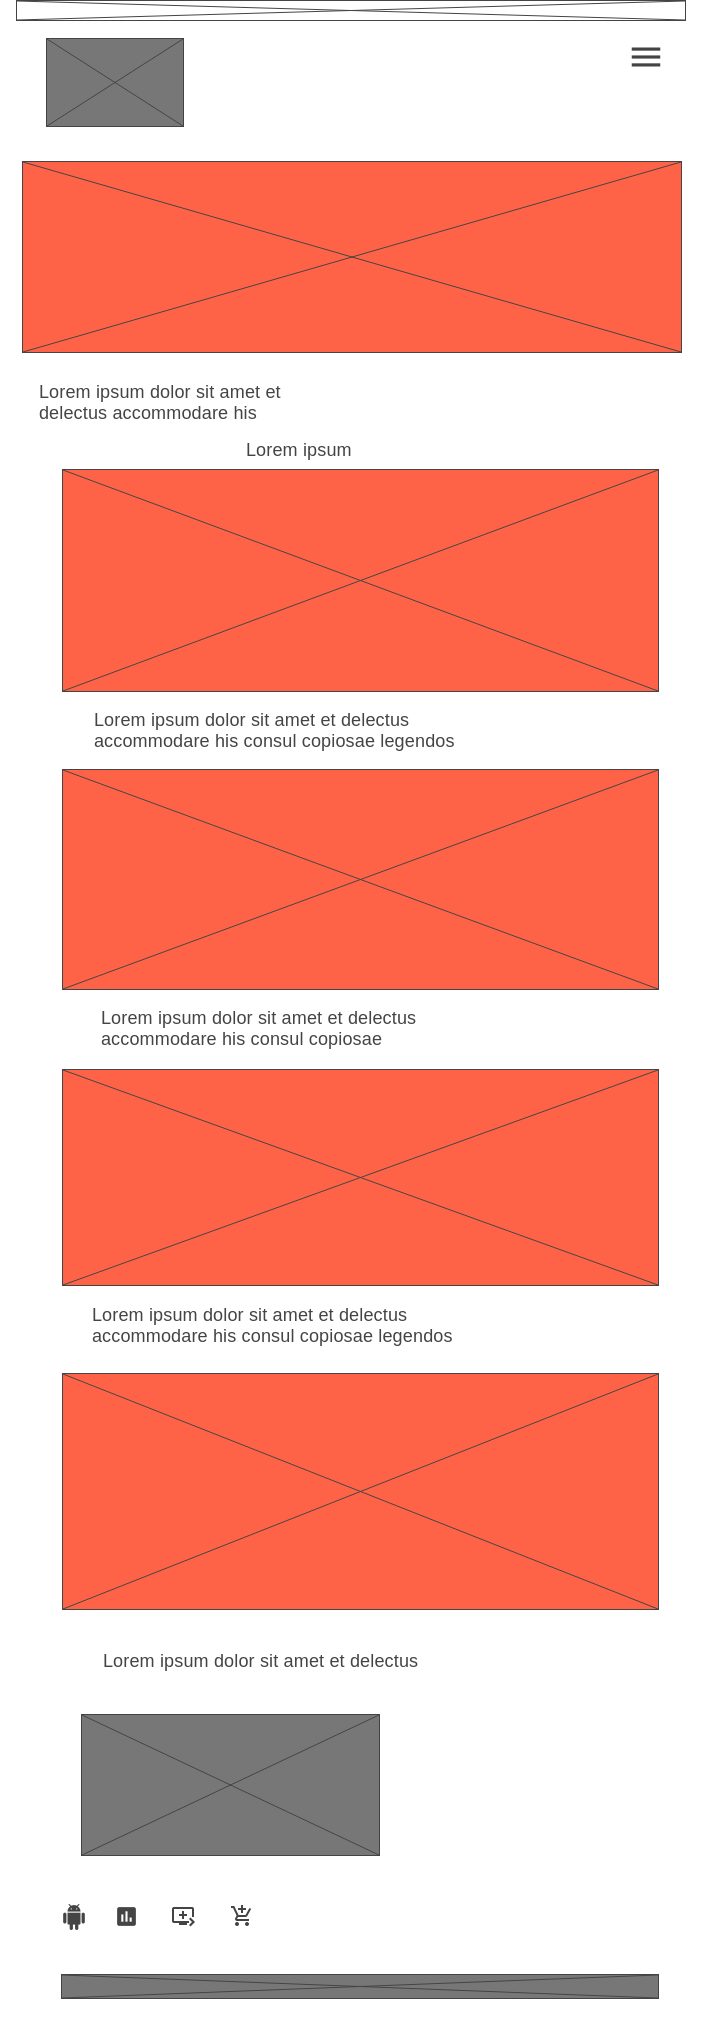 Lorem ipsum dolor sit amet et
delectus accommodare his
Lorem ipsum
Lorem ipsum dolor sit amet et delectus
accommodare his consul copiosae legendos
Lorem ipsum dolor sit amet et delectus
accommodare his consul copiosae
Lorem ipsum dolor sit amet et delectus
accommodare his consul copiosae legendos
Lorem ipsum dolor sit amet et delectus